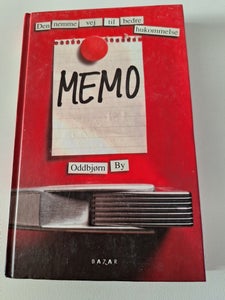 Den nemme vej til bedre
hukommelse
MEMO
Oddbjørn By
BAZAR